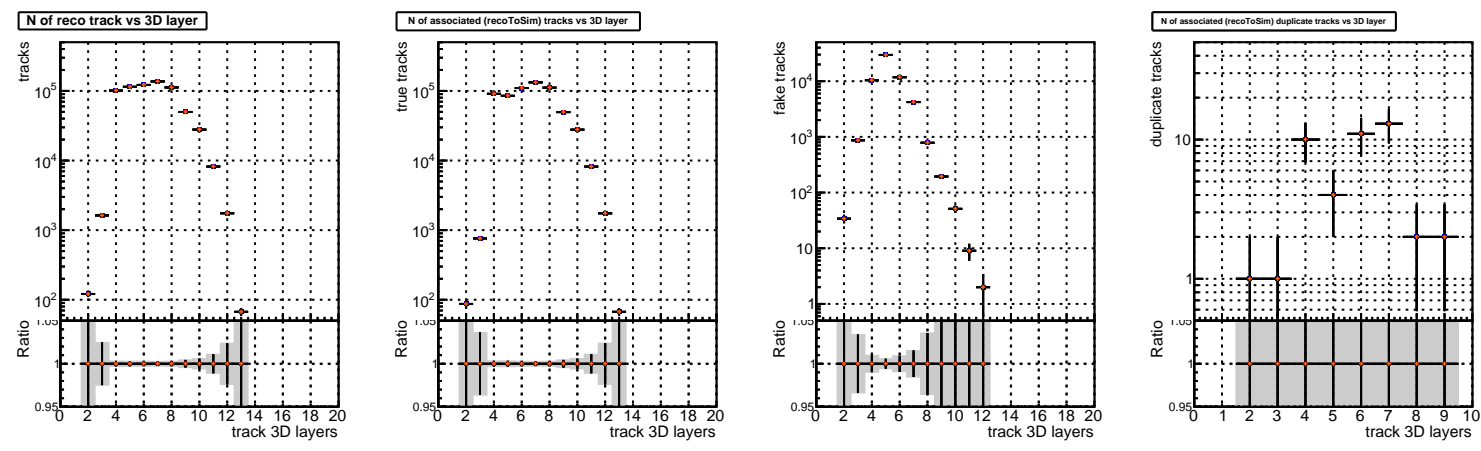 N of reco track vs 3D layer
tracks
10^5
10^4
10^3
10^2
Ratio
1.05
1
0.95
0 2 4 6 8 10 12 14 16 18 20
track 3D layers
N of associated (recoToSim) tracks vs 3D layer
true tracks
10^5
10^4
10^3
10^2
Ratio
1.05
1
0.95
0 2 4 6 8 10 12 14 16 18 20
track 3D layers
fake tracks
10^4
10^3
10^2
10
1
Ratio
1.05
1
0.95
0 2 4 6 8 10 12 14 16 18 20
track 3D layers
N of associated (recoToSim) duplicate tracks vs 3D layer
duplicate tracks
10
1
Ratio
1.05
1
0.95
0 1 2 3 4 5 6 7 8 9 10
track 3D layers